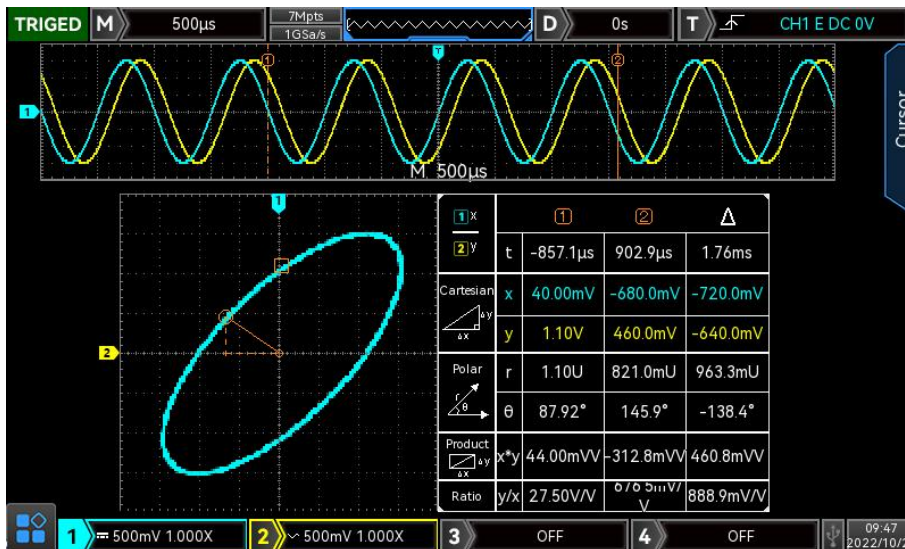 TRIGED M 500μs 7Mpts D 0s T CH1 E DC 0V
1GSa/s
1 2
T
1
Cursor
M 500μs
1
2
1 x 1 2 Δ
2 y t -857.1μs 902.9μs 1.76ms
Cartesian x 40.00mV -680.0mV -720.0mV
Δy
Δx y 1.10V 460.0mV -640.0mV
Polar r 1.10U 821.0mU 963.3mU
r
θ θ 87.92° 145.9° -138.4°
Product
Δy x*y 44.00mVV -312.8mVV 460.8mVV
Δx
Ratio y/x 27.50V/V V 888.9mV/V
1 500mV 1.000X 2 500mV 1.000X 3 OFF 4 OFF 09:47
2022/10/2